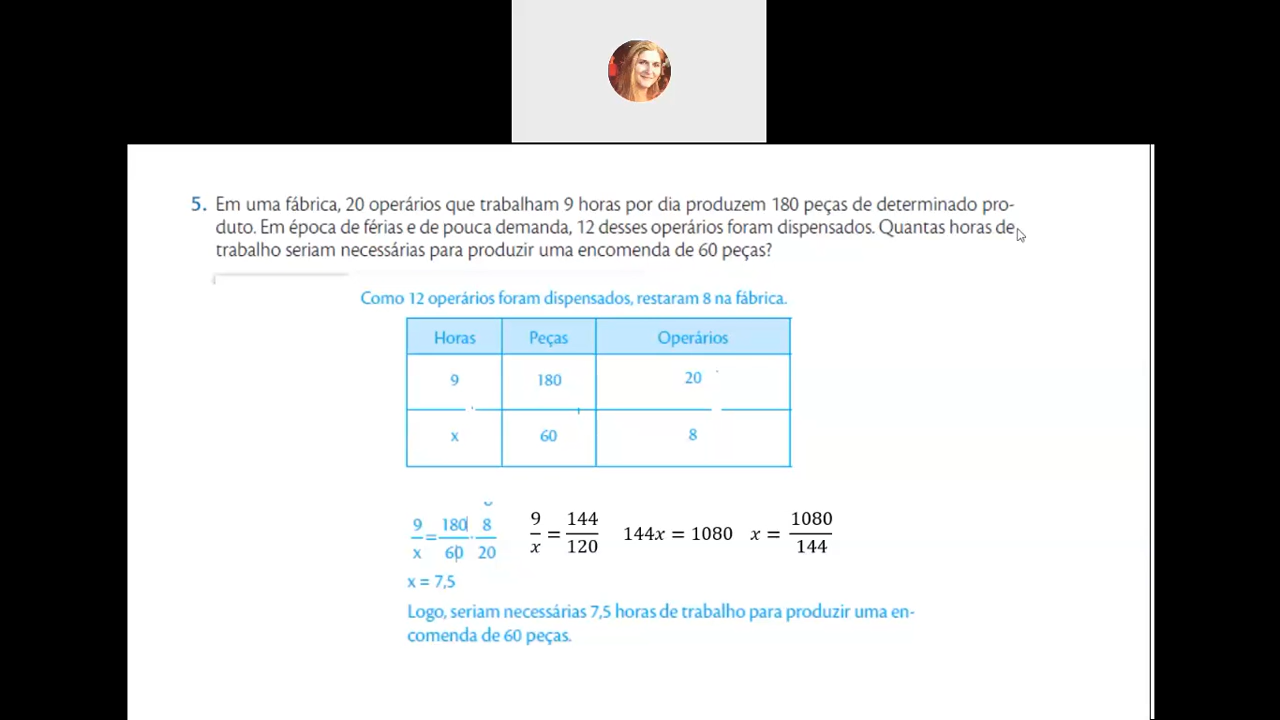 5. Em uma fábrica, 20 operários que trabalham 9 horas por dia produzem 180 peças de determinado pro-
duto. Em época de férias e de pouca demanda, 12 desses operários foram dispensados. Quantas horas de
trabalho seriam necessárias para produzir uma encomenda de 60 peças?
Como 12 operários foram dispensados, restaram 8 na fábrica.
Horas Peças Operários
9 180 20
x 60 8
9/x = 180/60 · 8/20 9/x = 144/120 144x = 1080 x = 1080/144
x = 7,5
Logo, seriam necessárias 7,5 horas de trabalho para produzir uma en-
comenda de 60 peças.